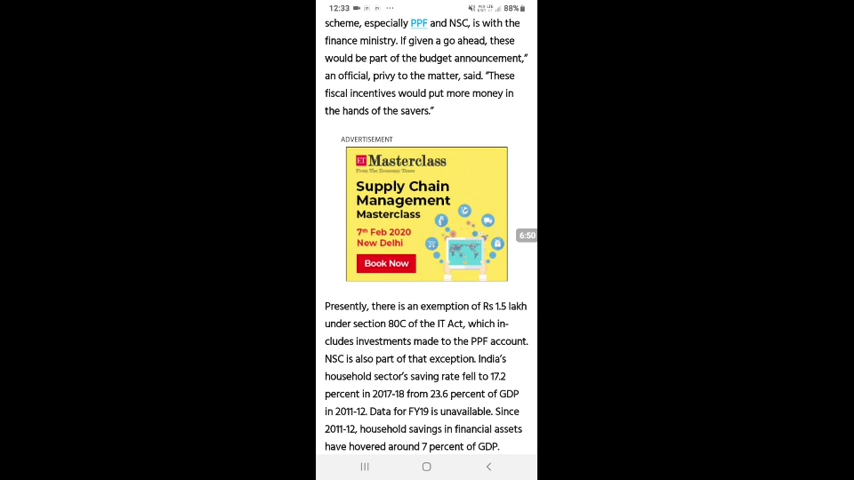 12:33 88%
scheme, especially PPF and NSC, is with the
finance ministry. If given a go ahead, these
would be part of the budget announcement,"
an official, privy to the matter, said. "These
fiscal incentives would put more money in
the hands of the savers."
ADVERTISEMENT
ET Masterclass
From The Economic Times
Supply Chain
Management
Masterclass
7th Feb 2020
New Delhi
Book Now
6:50
Presently, there is an exemption of Rs 1.5 lakh
under section 80C of the IT Act, which in-
cludes investments made to the PPF account.
NSC is also part of that exception. India's
household sector's saving rate fell to 17.2
percent in 2017-18 from 23.6 percent of GDP
in 2011-12. Data for FY19 is unavailable. Since
2011-12, household savings in financial assets
have hovered around 7 percent of GDP.